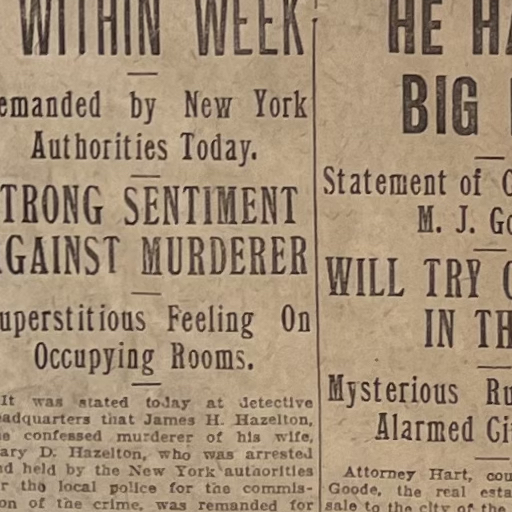 WITHIN WEEK
emanded by New York
Authorities Today.
TRONG SENTIMENT
GAINST MURDERER
uperstitious Feeling On
Occupying Rooms.
It was stated today at detective
adquarters that James H. Hazelton,
e confessed murderer of his wife,
ary D. Hazelton, who was arrested
d held by the New York authorities
r the local police for the commis-
on of the crime, was remanded for
HE HA
BIG
Statement of C
M. J. Go
WILL TRY
IN TH
Mysterious Ru
Alarmed Ci
Attorney Hart, cou
Goode, the real esta
sale to the city of the